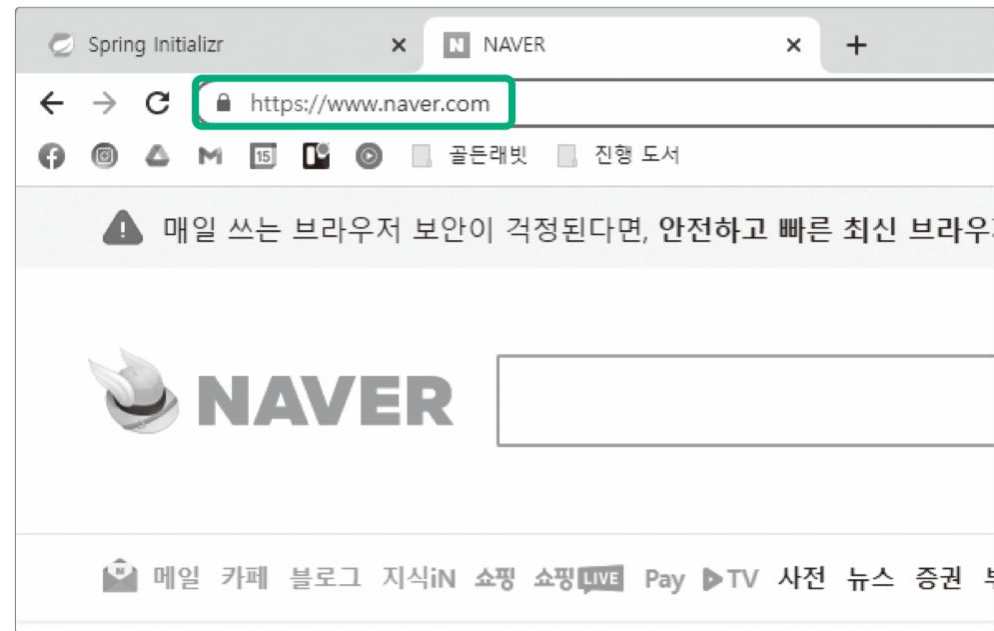 Spring Initializr NAVER
https://www.naver.com
15 골든래빗 진행 도서
매일 쓰는 브라우저 보안이 걱정된다면, 안전하고 빠른 최신 브라우
N NAVER
메일 카페 블로그 지식iN 쇼핑 쇼핑LIVE Pay TV 사전 뉴스 증권